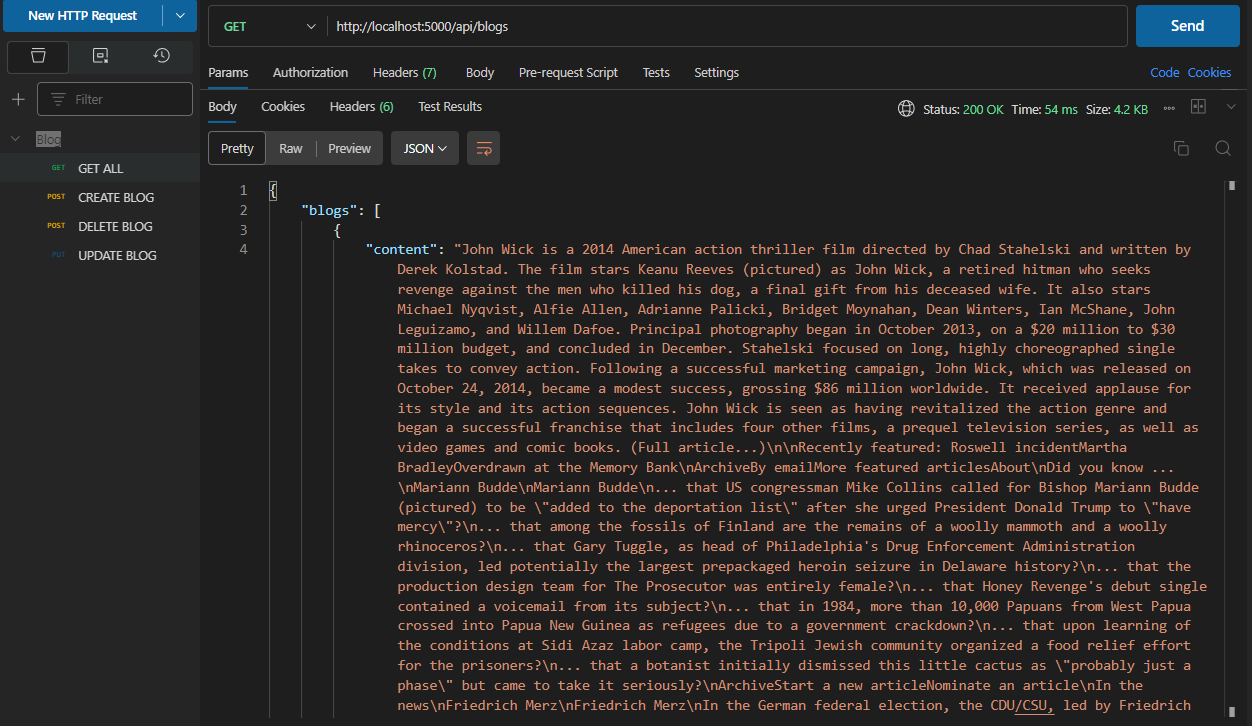 New HTTP Request
GET http://localhost:5000/api/blogs Send
Params Authorization Headers (7) Body Pre-request Script Tests Settings Code Cookies
Filter
Body Cookies Headers (6) Test Results Status: 200 OK Time: 54 ms Size: 4.2 KB
Blog
Pretty Raw Preview JSON
GET GET ALL
POST CREATE BLOG
POST DELETE BLOG
PUT UPDATE BLOG
1 {
2 "blogs": [
3 {
4 "content": "John Wick is a 2014 American action thriller film directed by Chad Stahelski and written by
Derek Kolstad. The film stars Keanu Reeves (pictured) as John Wick, a retired hitman who seeks
revenge against the men who killed his dog, a final gift from his deceased wife. It also stars
Michael Nyqvist, Alfie Allen, Adrianne Palicki, Bridget Moynahan, Dean Winters, Ian McShane, John
Leguizamo, and Willem Dafoe. Principal photography began in October 2013, on a $20 million to $30
million budget, and concluded in December. Stahelski focused on long, highly choreographed single
takes to convey action. Following a successful marketing campaign, John Wick, which was released on
October 24, 2014, became a modest success, grossing $86 million worldwide. It received applause for
its style and its action sequences. John Wick is seen as having revitalized the action genre and
began a successful franchise that includes four other films, a prequel television series, as well as
video games and comic books. (Full article...)\n\nRecently featured: Roswell incidentMartha
BradleyOverdrawn at the Memory Bank\nArchiveBy emailMore featured articlesAbout\nDid you know ...
\nMariann Budde\nMariann Budde\n... that US congressman Mike Collins called for Bishop Mariann Budde
(pictured) to be \"added to the deportation list\" after she urged President Donald Trump to \"have
mercy\"?\n... that among the fossils of Finland are the remains of a woolly mammoth and a woolly
rhinoceros?\n... that Gary Tuggle, as head of Philadelphia's Drug Enforcement Administration
division, led potentially the largest prepackaged heroin seizure in Delaware history?\n... that the
production design team for The Prosecutor was entirely female?\n... that Honey Revenge's debut single
contained a voicemail from its subject?\n... that in 1984, more than 10,000 Papuans from West Papua
crossed into Papua New Guinea as refugees due to a government crackdown?\n... that upon learning of
the conditions at Sidi Azaz labor camp, the Tripoli Jewish community organized a food relief effort
for the prisoners?\n... that a botanist initially dismissed this little cactus as \"probably just a
phase\" but came to take it seriously?\nArchiveStart a new articleNominate an article\nIn the
news\nFriedrich Merz\nFriedrich Merz\nIn the German federal election, the CDU/CSU, led by Friedrich